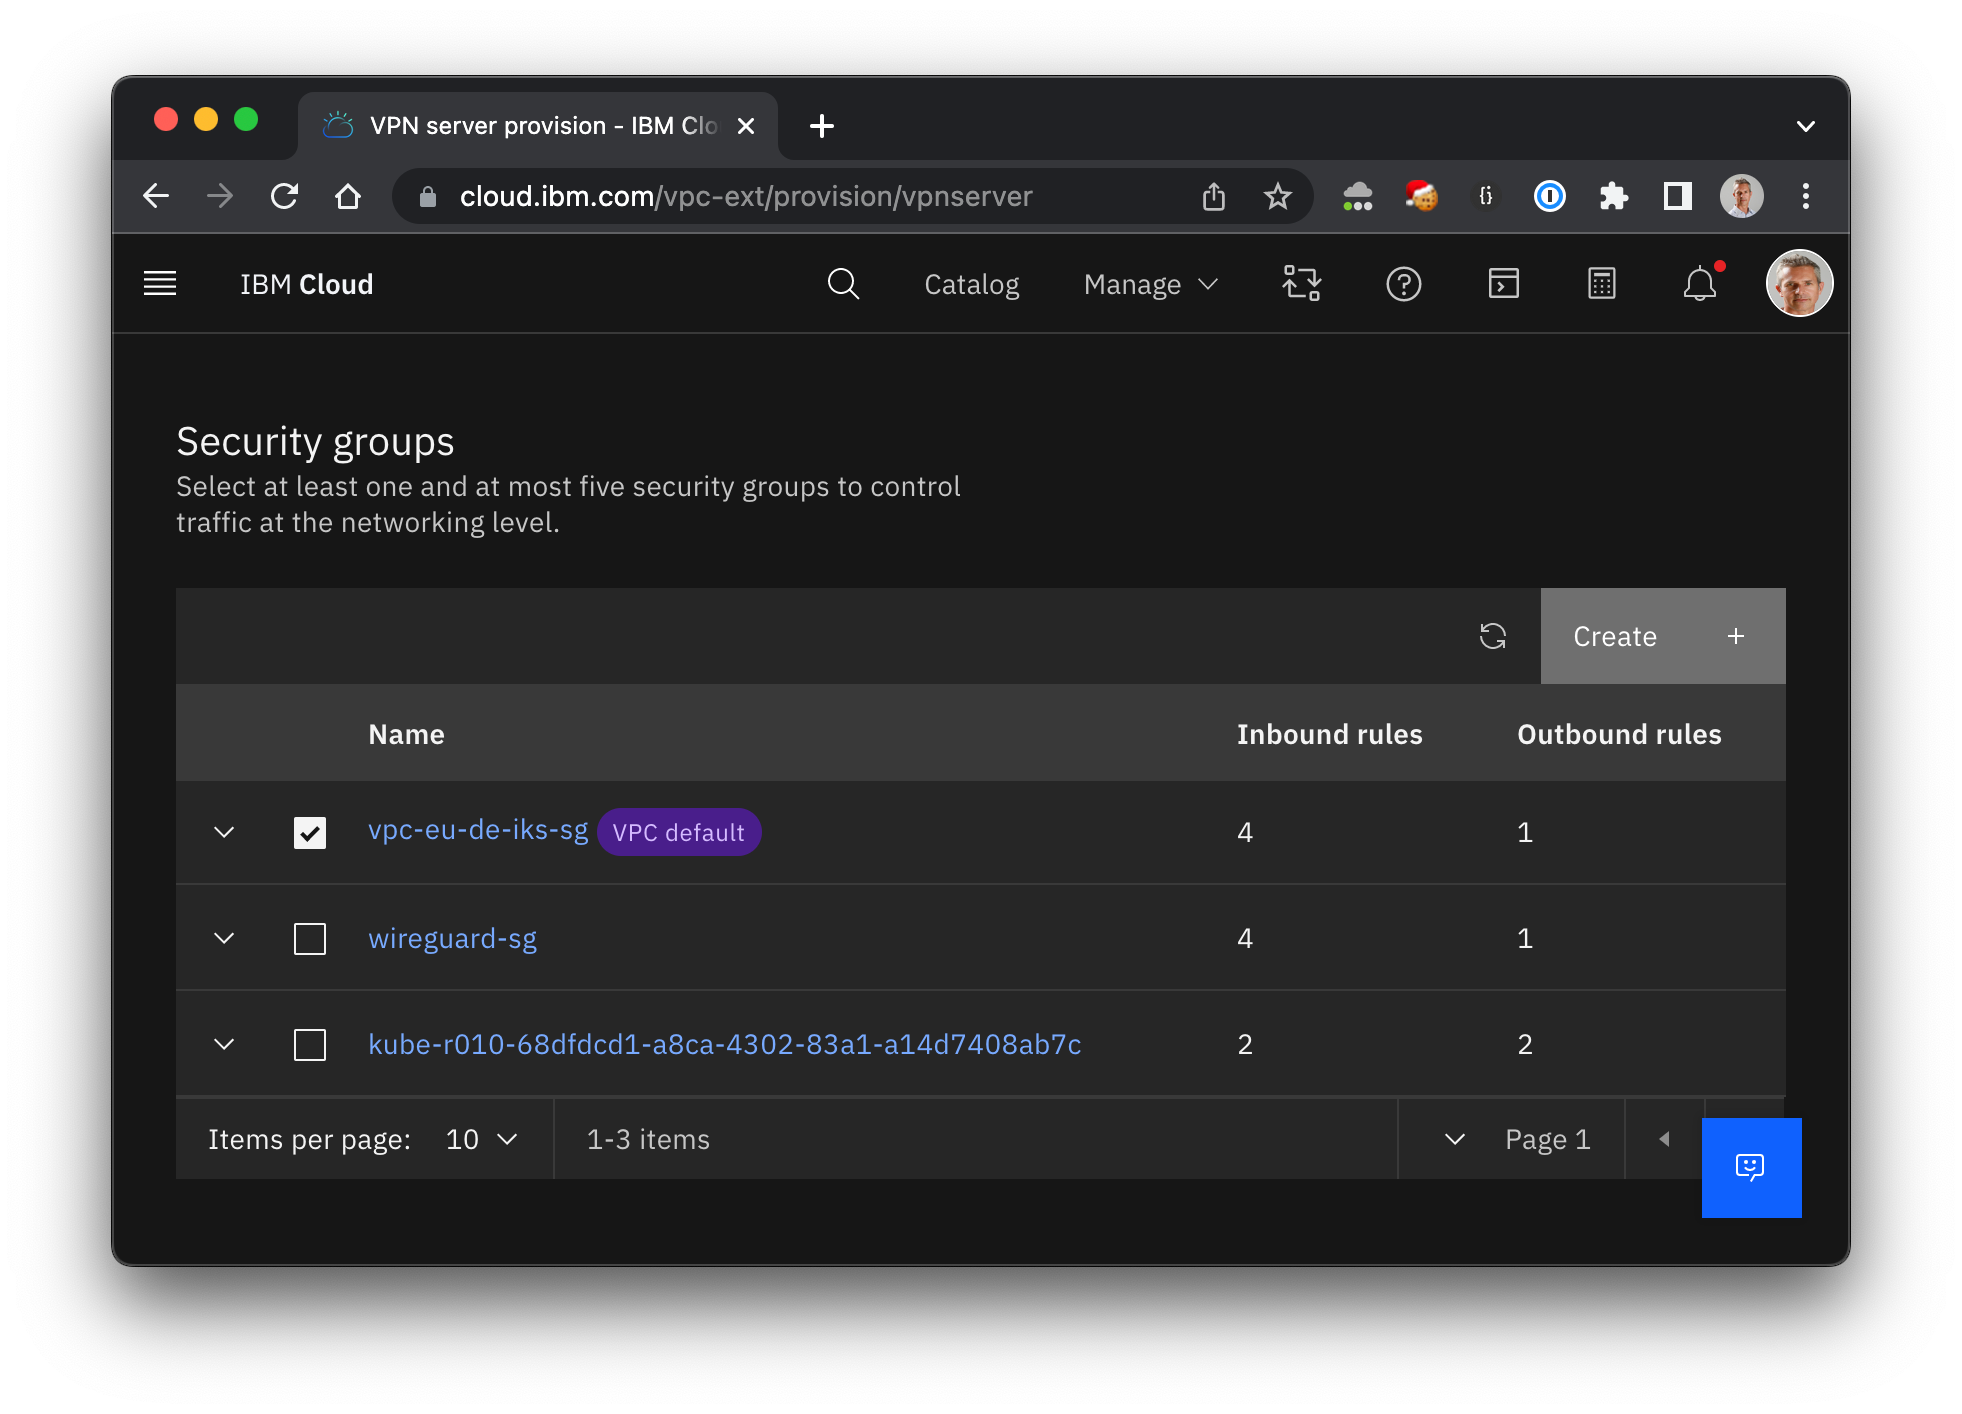 VPN server provision - IBM Clo
cloud.ibm.com/vpc-ext/provision/vpnserver
IBM Cloud
Catalog
Manage
Security groups
Select at least one and at most five security groups to control
traffic at the networking level.
Create +
Name Inbound rules Outbound rules
vpc-eu-de-iks-sg VPC default 4 1
wireguard-sg 4 1
kube-r010-68dfdcd1-a8ca-4302-83a1-a14d7408ab7c 2 2
Items per page: 10 1-3 items Page 1